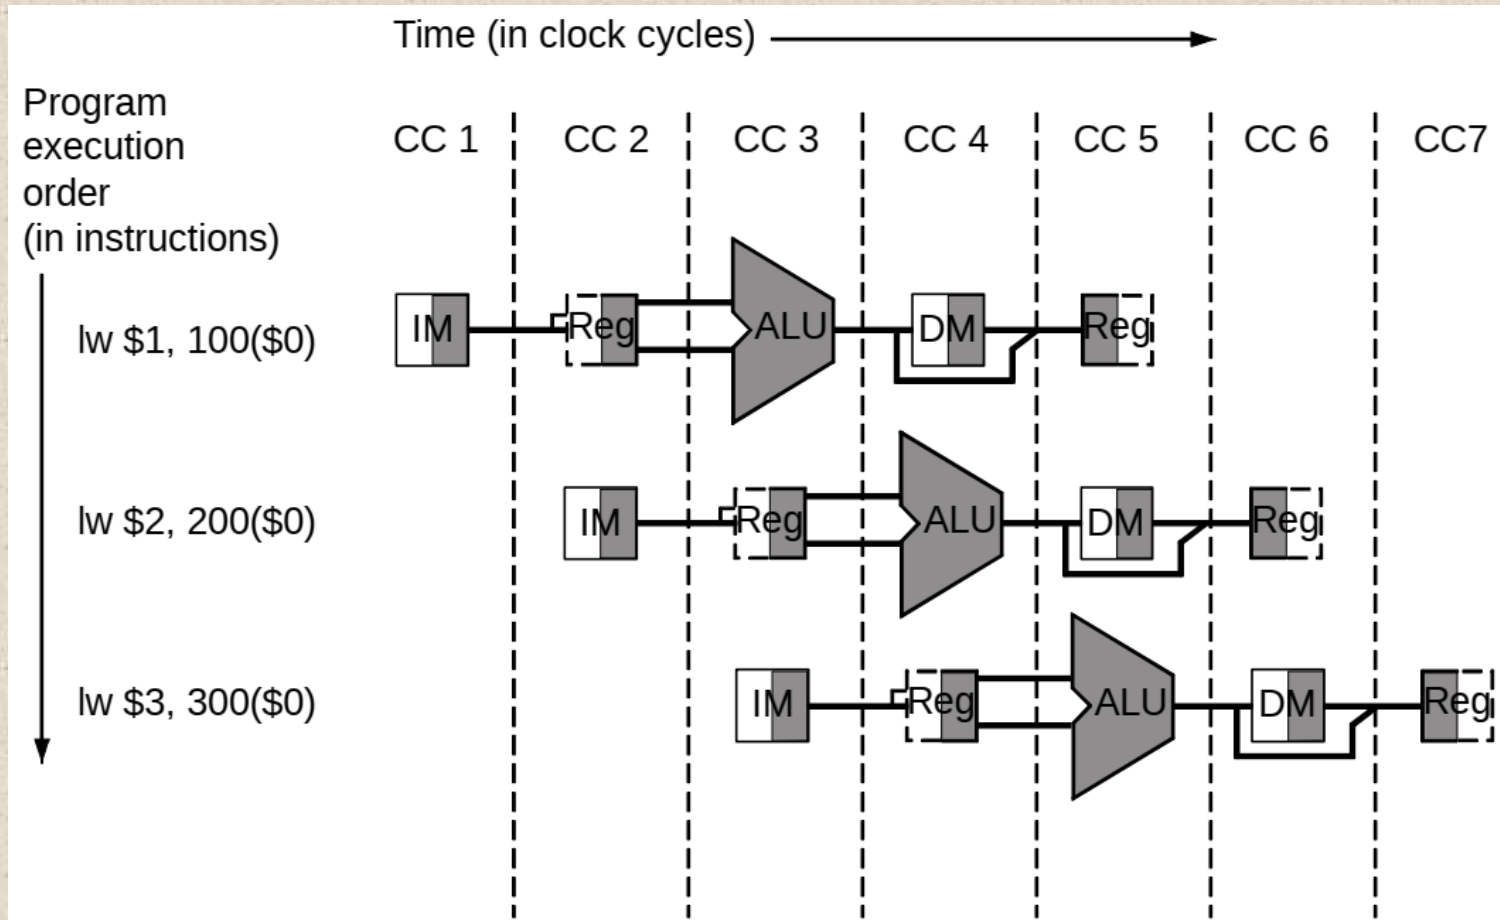 Time (in clock cycles)
Program
execution
order
(in instructions)
CC 1 CC 2 CC 3 CC 4 CC 5 CC 6 CC7
lw $1, 100($0) IM Reg ALU DM Reg
lw $2, 200($0) IM Reg ALU DM Reg
lw $3, 300($0) IM Reg ALU DM Reg